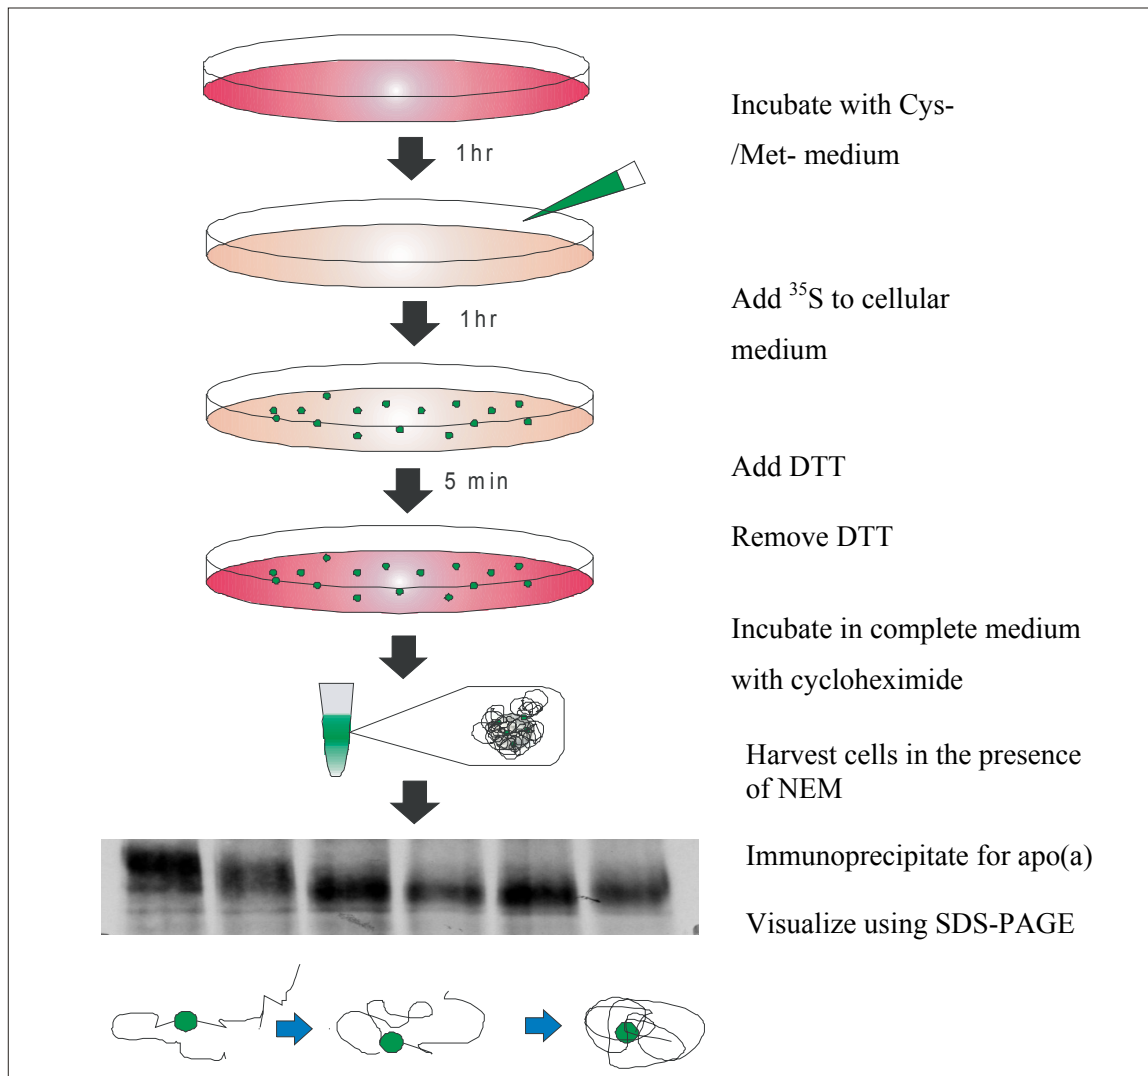 Incubate with Cys-
/Met- medium
1hr
Add ³⁵S to cellular
medium
1hr
Add DTT
5 min
Remove DTT
Incubate in complete medium
with cycloheximide
Harvest cells in the presence
of NEM
Immunoprecipitate for apo(a)
Visualize using SDS-PAGE